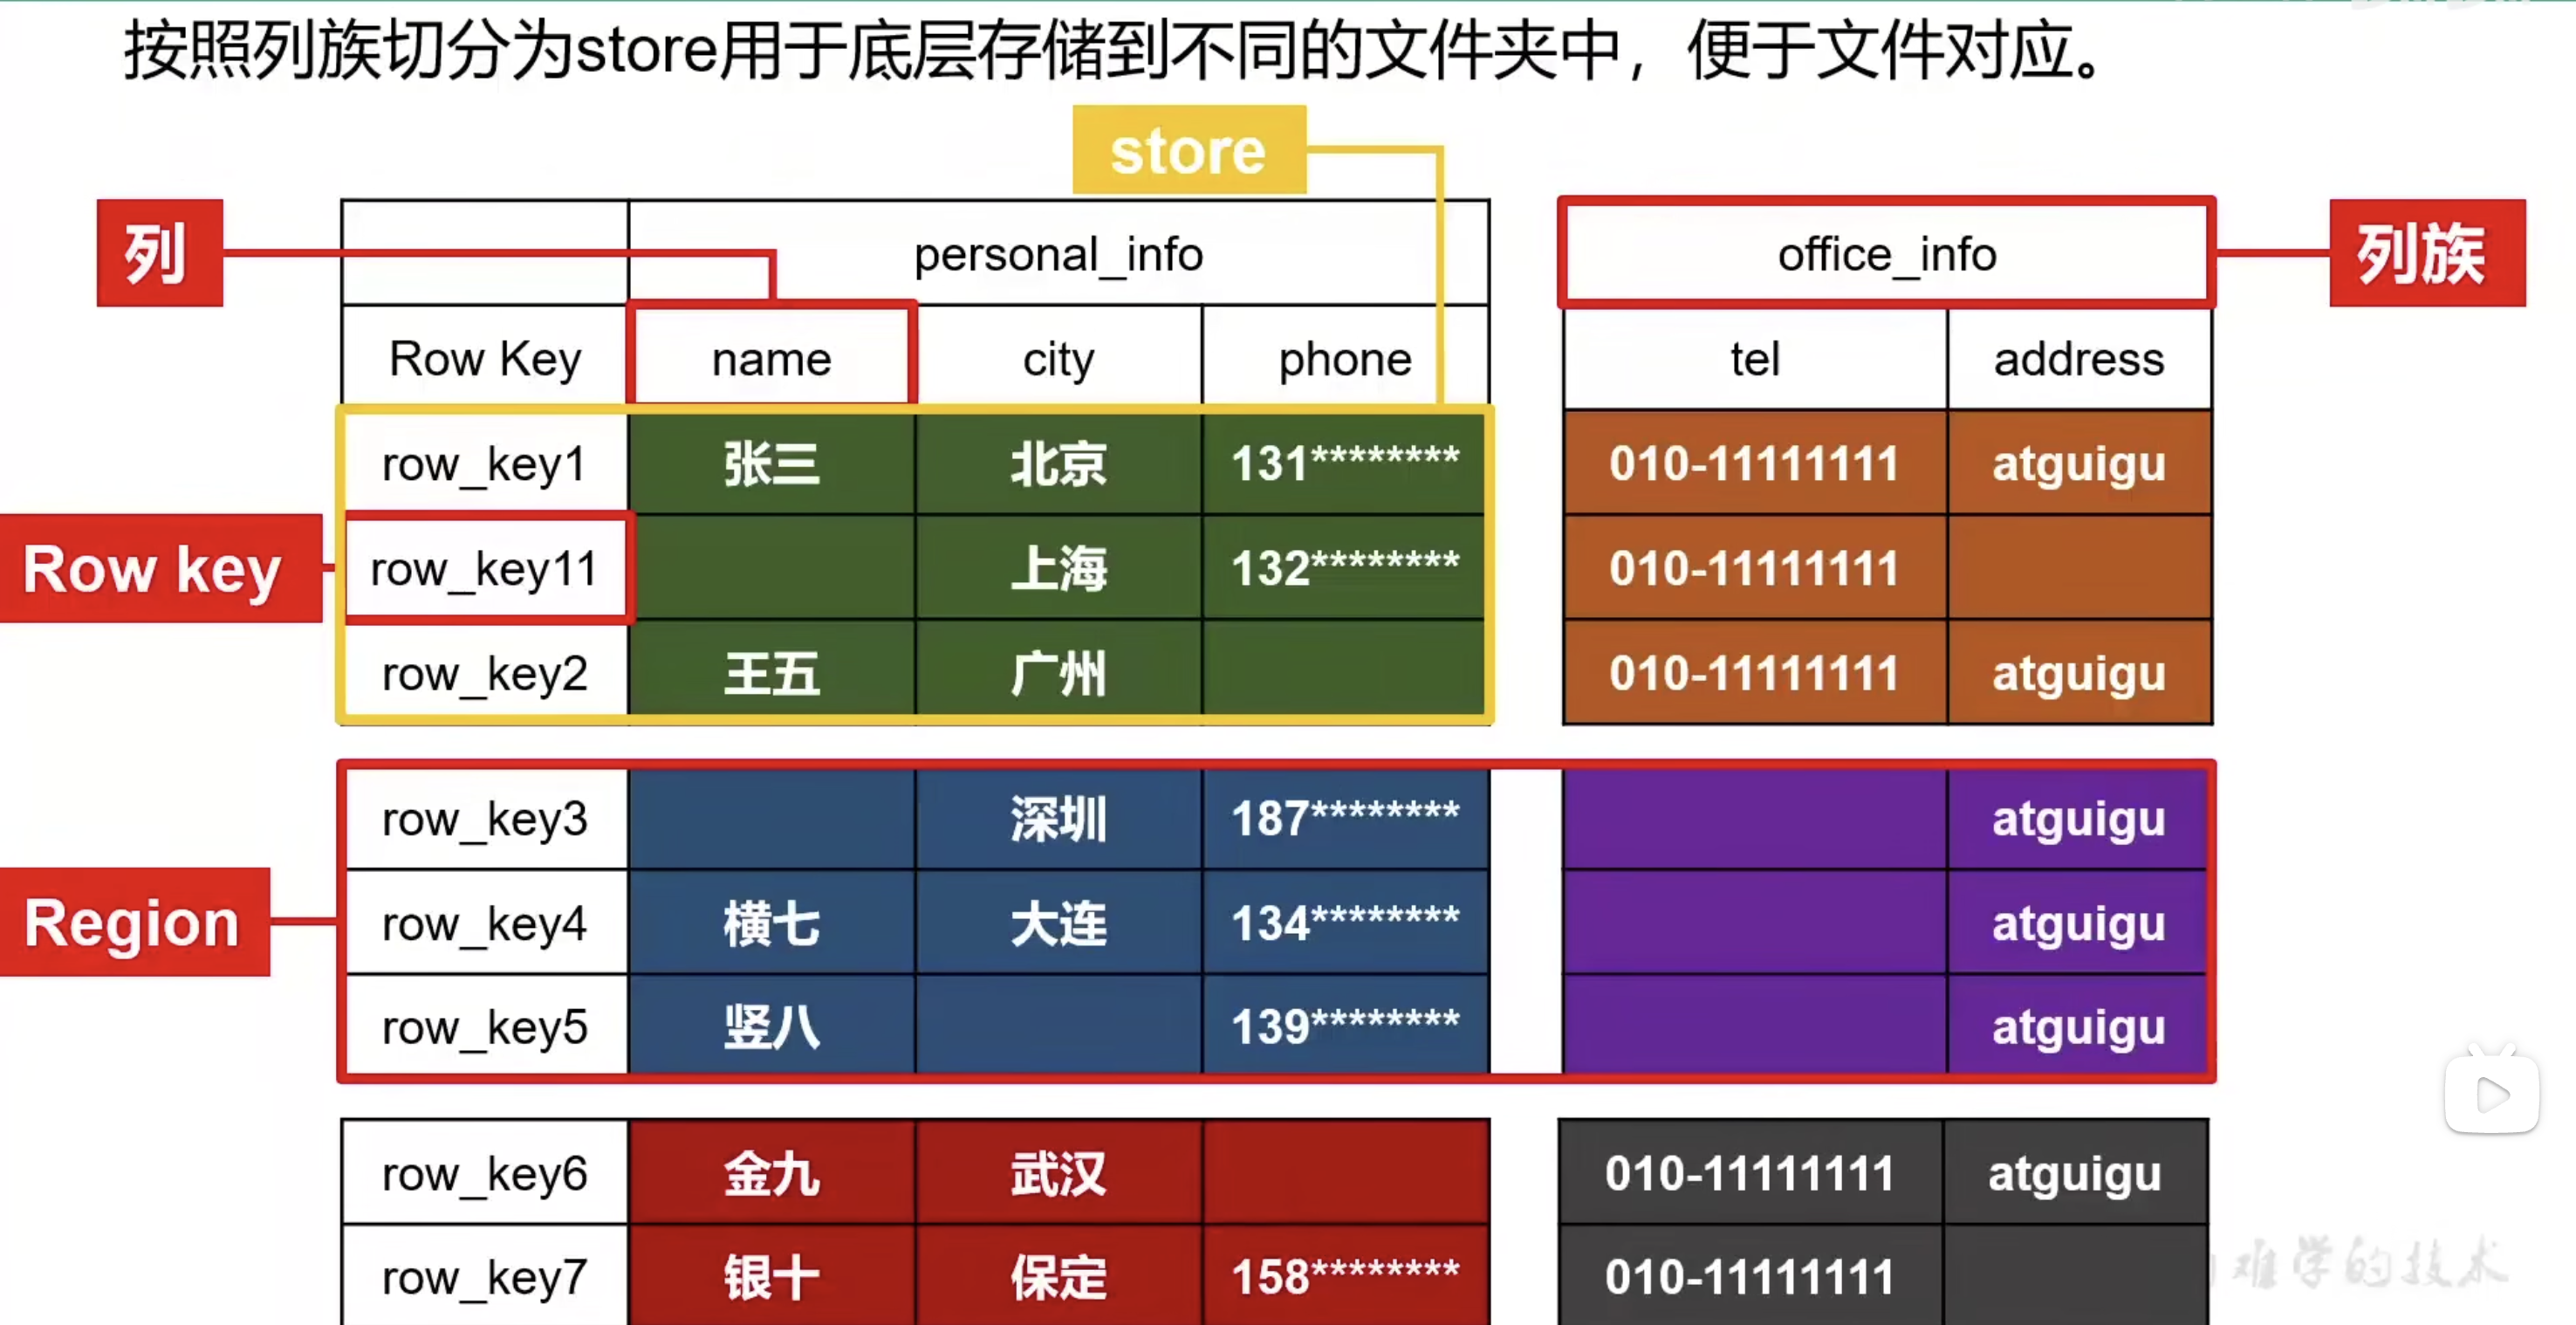 按照列族切分为store用于底层存储到不同的文件夹中，便于文件对应。
store
列 personal_info office_info 列族
Row Key name city phone tel address
row_key1 张三 北京 131******** 010-11111111 atguigu
Row key row_key11 上海 132******** 010-11111111
row_key2 王五 广州 010-11111111 atguigu
row_key3 深圳 187******** atguigu
Region row_key4 横七 大连 134******** atguigu
row_key5 竖八 139******** atguigu
row_key6 金九 武汉 010-11111111 atguigu
row_key7 银十 保定 158******** 010-11111111
难学的技术